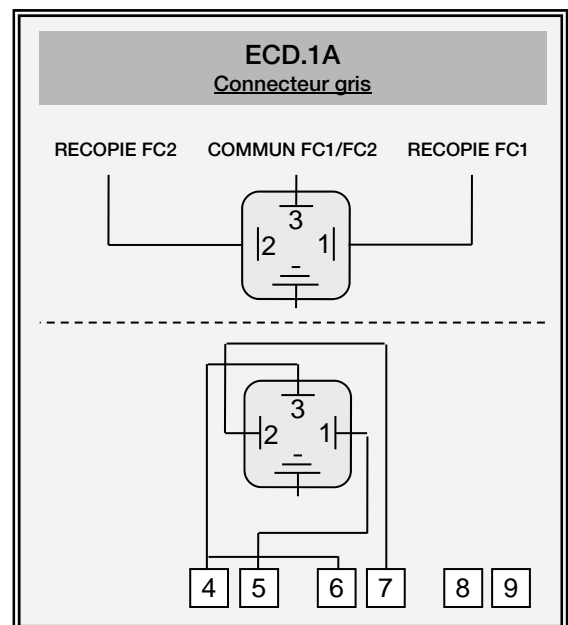 ECD.1A
Connecteur gris
RECOPIE FC2 COMMUN FC1/FC2 RECOPIE FC1
3
2 1
3
2 1
4 5 6 7 8 9